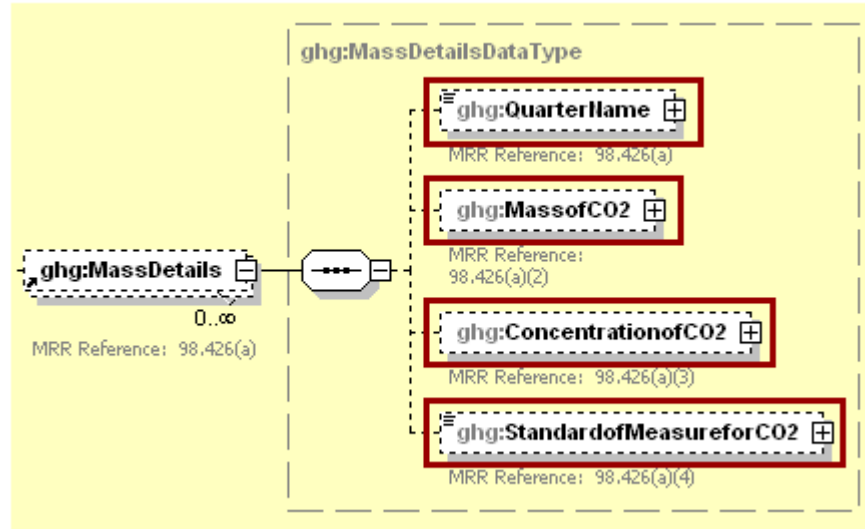 ghg:MassDetailsDataType
ghg:QuarterName
MRR Reference: 98.426(a)
ghg:MassofCO2
MRR Reference:
98.426(a)(2)
ghg:MassDetails
0..∞
MRR Reference: 98.426(a)
ghg:ConcentrationofCO2
MRR Reference: 98.426(a)(3)
ghg:StandardofMeasureforCO2
MRR Reference: 98.426(a)(4)